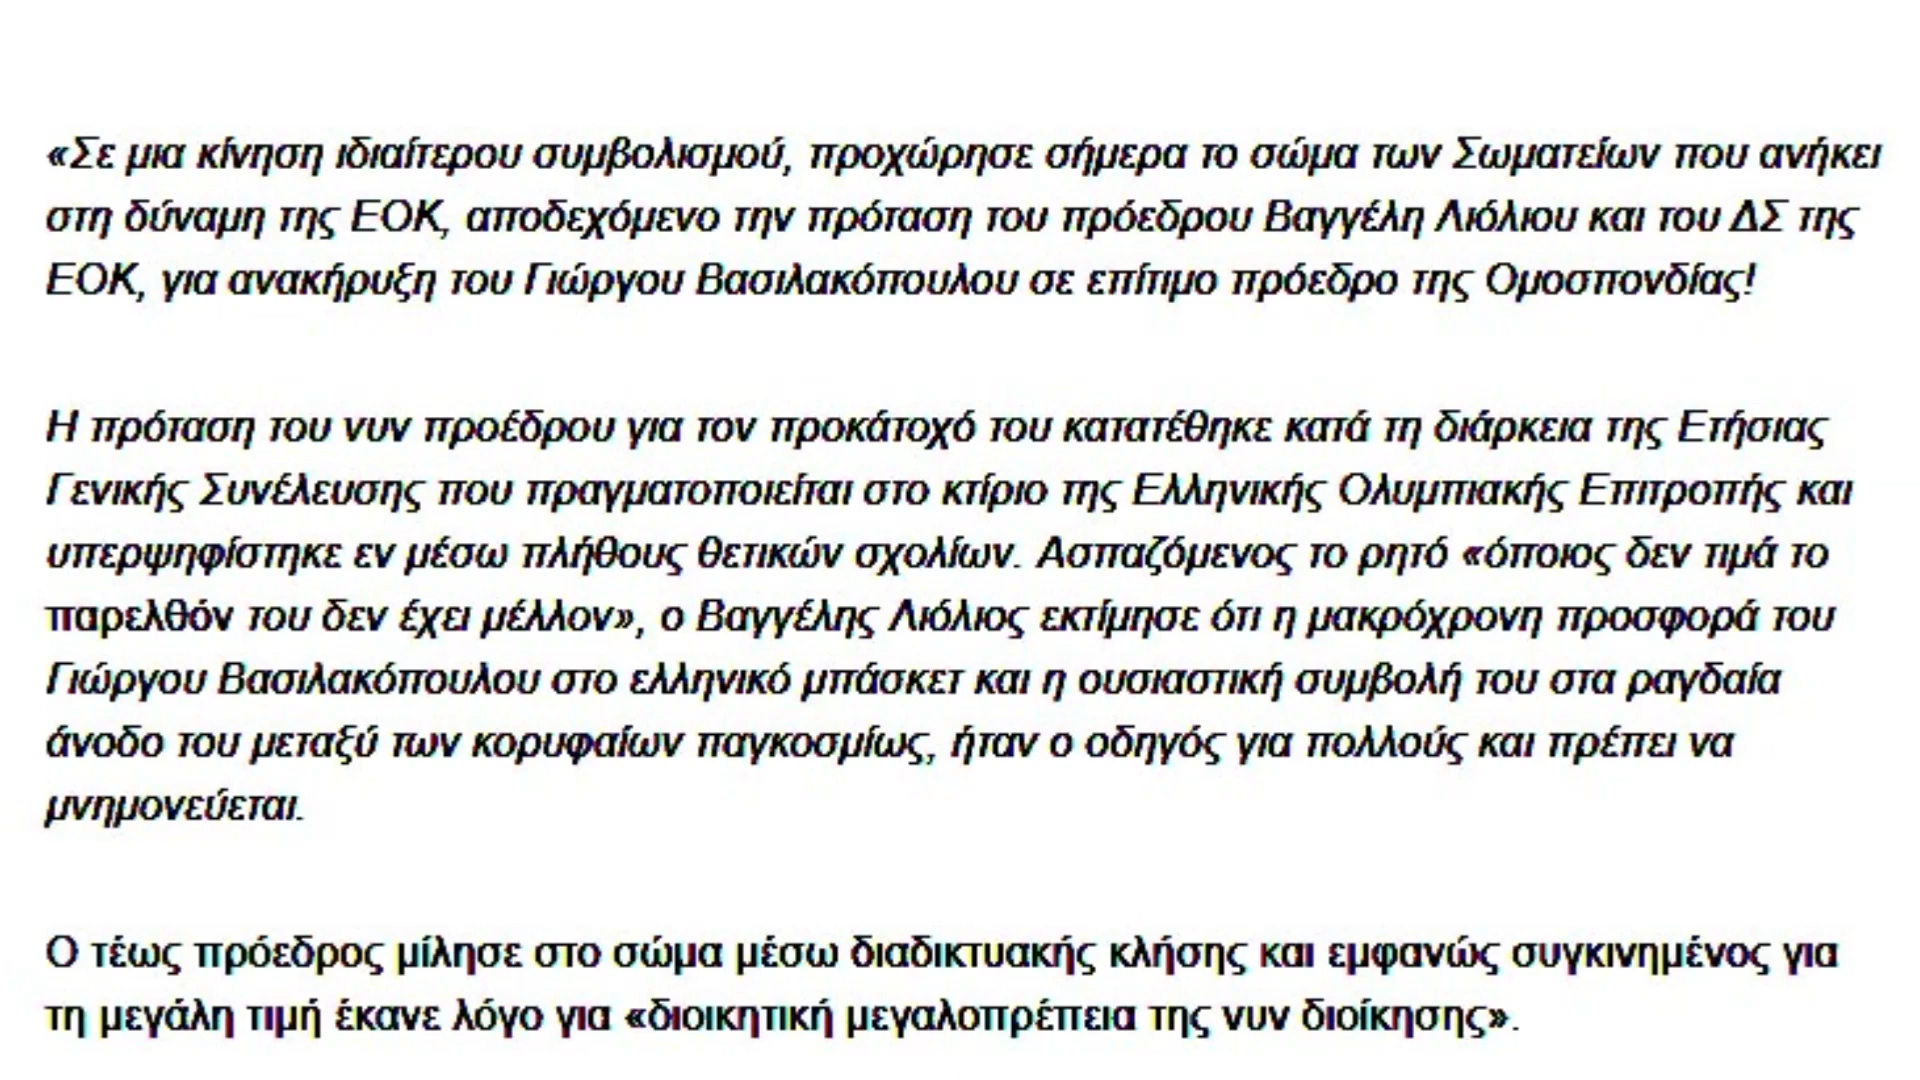 «Σε μια κίνηση ιδιαίτερου συμβολισμού, προχώρησε σήμερα το σώμα των Σωματείων που ανήκει
στη δύναμη της ΕΟΚ, αποδεχόμενο την πρόταση του πρόεδρου Βαγγέλη Λιόλιου και του ΔΣ της
ΕΟΚ, για ανακήρυξη του Γιώργου Βασιλακόπουλου σε επίτιμο πρόεδρο της Ομοσπονδίας!
Η πρόταση του νυν προέδρου για τον προκάτοχό του κατατέθηκε κατά τη διάρκεια της Ετήσιας
Γενικής Συνέλευσης που πραγματοποιείται στο κτίριο της Ελληνικής Ολυμπιακής Επιτροπής και
υπερψηφίστηκε εν μέσω πλήθους θετικών σχολίων. Ασπαζόμενος το ρητό «όποιος δεν τιμά το
παρελθόν του δεν έχει μέλλον», ο Βαγγέλης Λιόλιος εκτίμησε ότι η μακρόχρονη προσφορά του
Γιώργου Βασιλακόπουλου στο ελληνικό μπάσκετ και η ουσιαστική συμβολή του στα ραγδαία
άνοδο του μεταξύ των κορυφαίων παγκοσμίως, ήταν ο οδηγός για πολλούς και πρέπει να
μνημονεύεται.
Ο τέως πρόεδρος μίλησε στο σώμα μέσω διαδικτυακής κλήσης και εμφανώς συγκινημένος για
τη μεγάλη τιμή έκανε λόγο για «διοικητική μεγαλοπρέπεια της νυν διοίκησης».